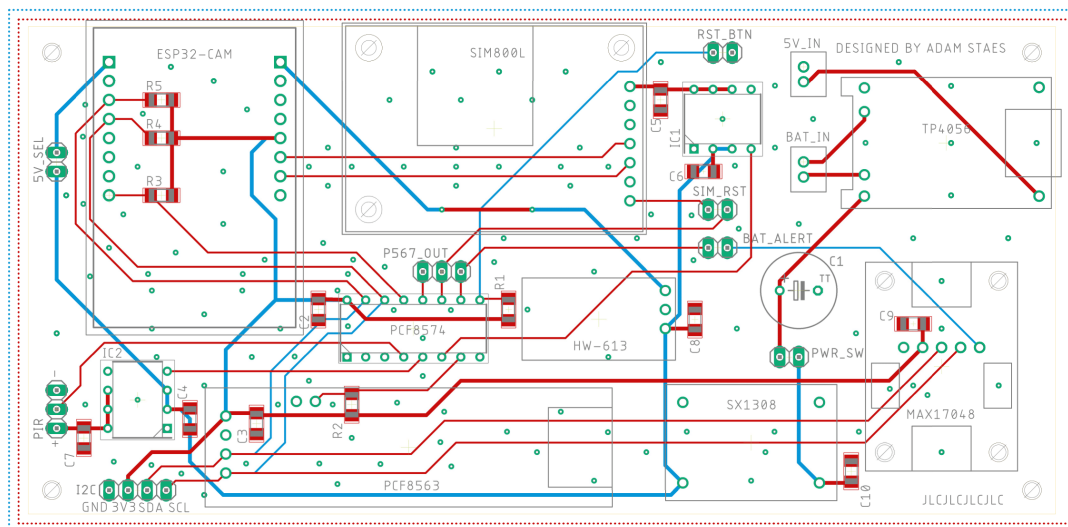 RST_BTN
5V_IN
DESIGNED BY ADAM STAES
ESP32-CAM
SIM800L
R5
C5
IC1
TP4056
R4
BAT_IN
5V_SEL
R3
C6
SIM_RST
P567_OUT
BAT_ALERT
C1
R1
C2
PCF8574
C9
HW-613
C8
IC2
PWR_SW
-
C4
SX1308
MAX17048
PIR
R2
+
C3
C7
PCF8563
I2C
C10
GND 3V3 SDA SCL
JLCJLCJLCJLC